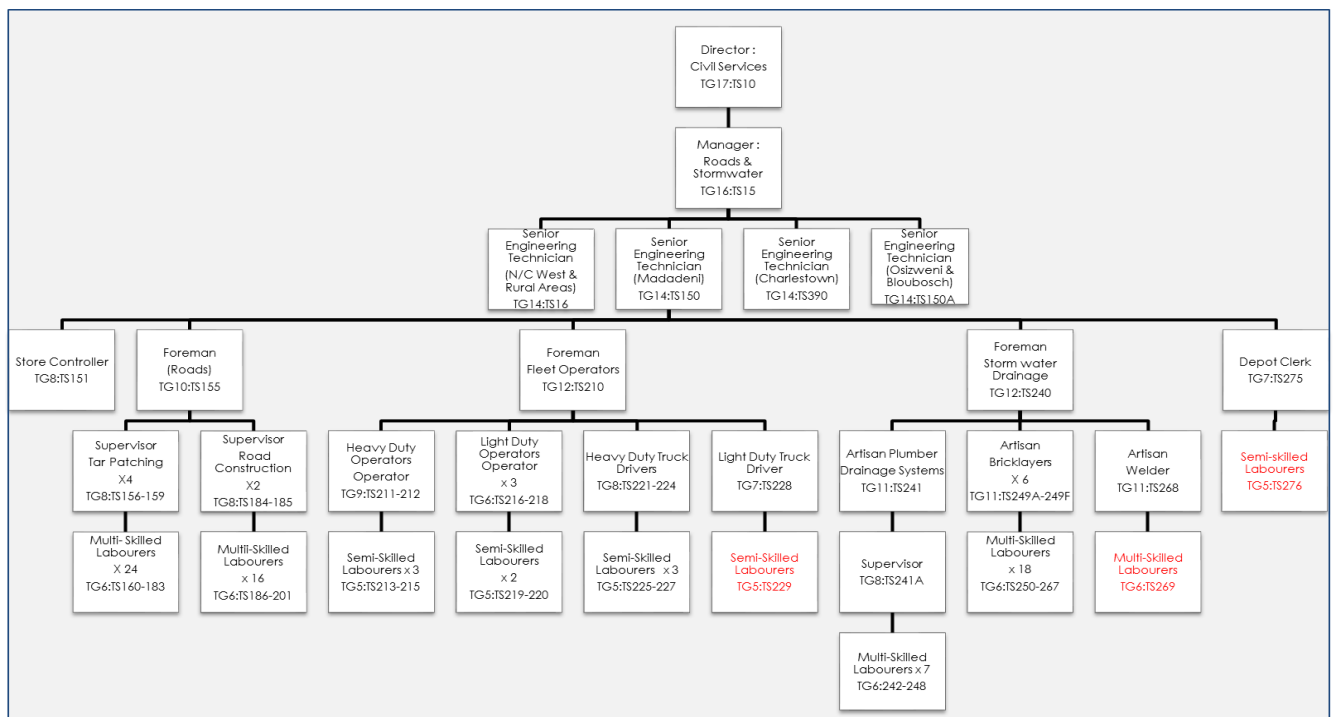 Director :
Civil Services
TG17:TS10
Manager :
Roads &
Stormwater
TG16:TS15
Senior
Engineering
Technician
(N/C West &
Rural Areas)
TG14:TS16
Senior
Engineering
Technician
(Madadeni)
TG14:TS150
Senior
Engineering
Technician
(Charlestown)
TG14:TS390
Senior
Engineering
Technician
(Osizweni &
Bloubosch)
TG14:TS150A
Store Controller
TG8:TS151
Foreman
(Roads)
TG10:TS155
Foreman
Fleet Operators
TG12:TS210
Foreman
Storm water
Drainage
TG12:TS240
Depot Clerk
TG7:TS275
Supervisor
Tar Patching
X4
TG8:TS156-159
Supervisor
Road
Construction
X2
TG8:TS184-185
Heavy Duty
Operators
Operator
TG9:TS211-212
Light Duty
Operators
Operator
x 3
TG6:TS216-218
Heavy Duty Truck
Drivers
TG8:TS221-224
Light Duty Truck
Driver
TG7:TS228
Artisan Plumber
Drainage Systems
TG11:TS241
Artisan
Bricklayers
X 6
TG11:TS249A-249F
Artisan
Welder
TG11:TS268
Semi-skilled
Labourers
TG5:TS276
Multi- Skilled
Labourers
X 24
TG6:TS160-183
Multii-Skilled
Labourers
x 16
TG6:TS186-201
Semi-Skilled
Labourers x 3
TG5:TS213-215
Semi-Skilled
Labourers
x 2
TG5:TS219-220
Semi-Skilled
Labourers x 3
TG5:TS225-227
Semi-Skilled
Labourers
TG5:TS229
Supervisor
TG8:TS241A
Multi-Skilled
Labourers
x 18
TG6:TS250-267
Multi-Skilled
Labourers
TG6:TS269
Multi-Skilled
Labourers x 7
TG6:242-248